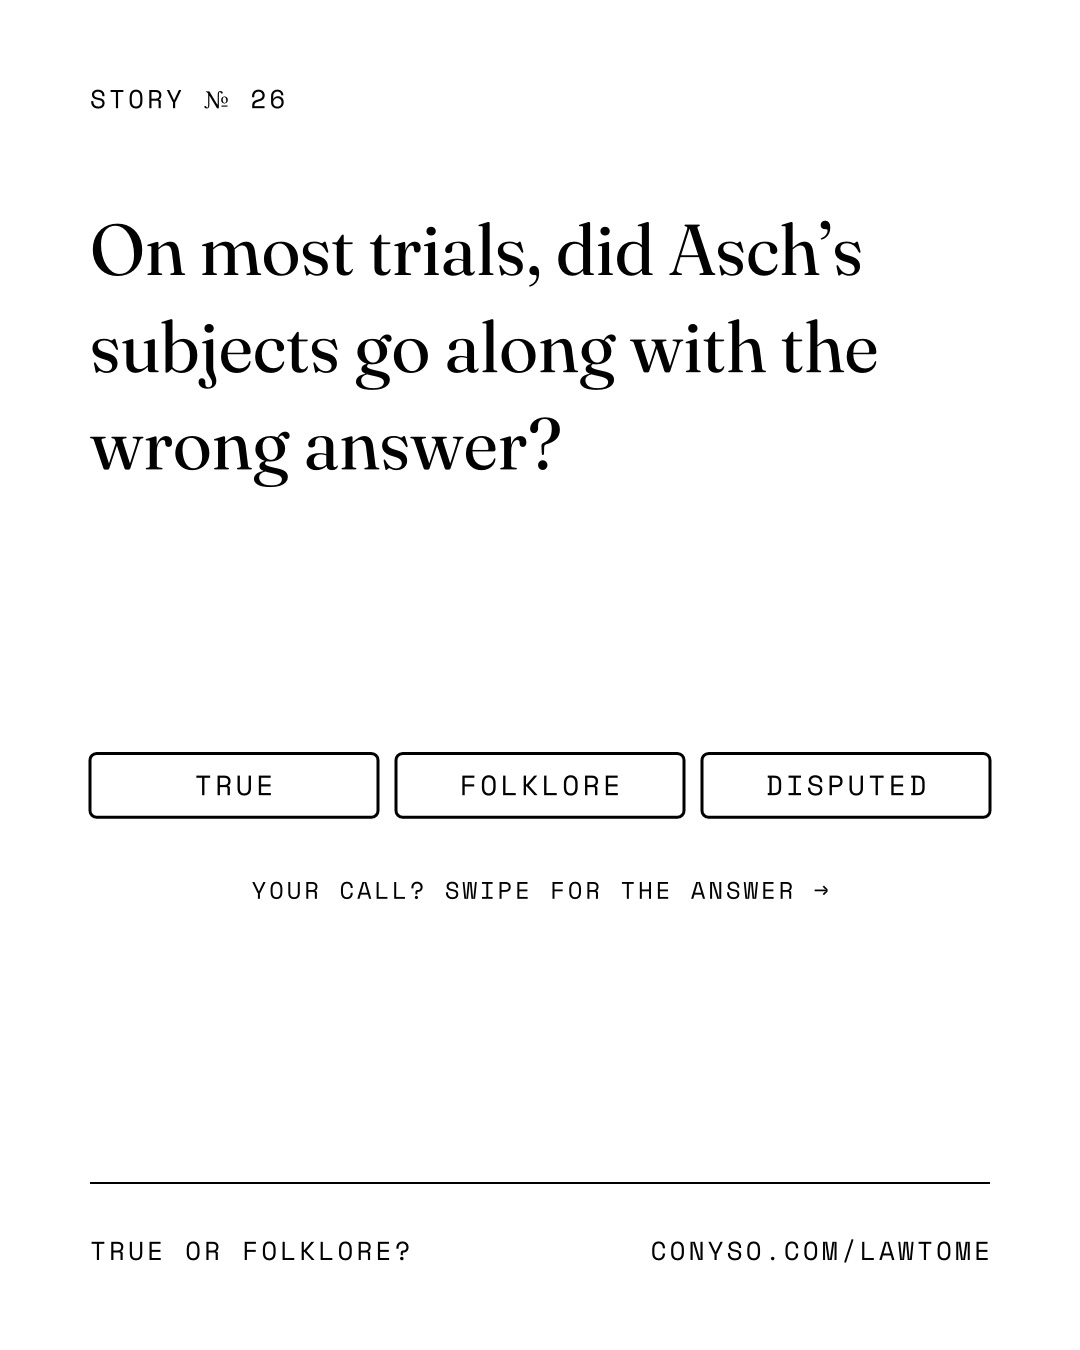 STORY № 26
On most trials, did Asch’s
subjects go along with the
wrong answer?
TRUE
FOLKLORE
DISPUTED
YOUR CALL? SWIPE FOR THE ANSWER →
TRUE OR FOLKLORE?
CONYSO.COM/LAWTOME